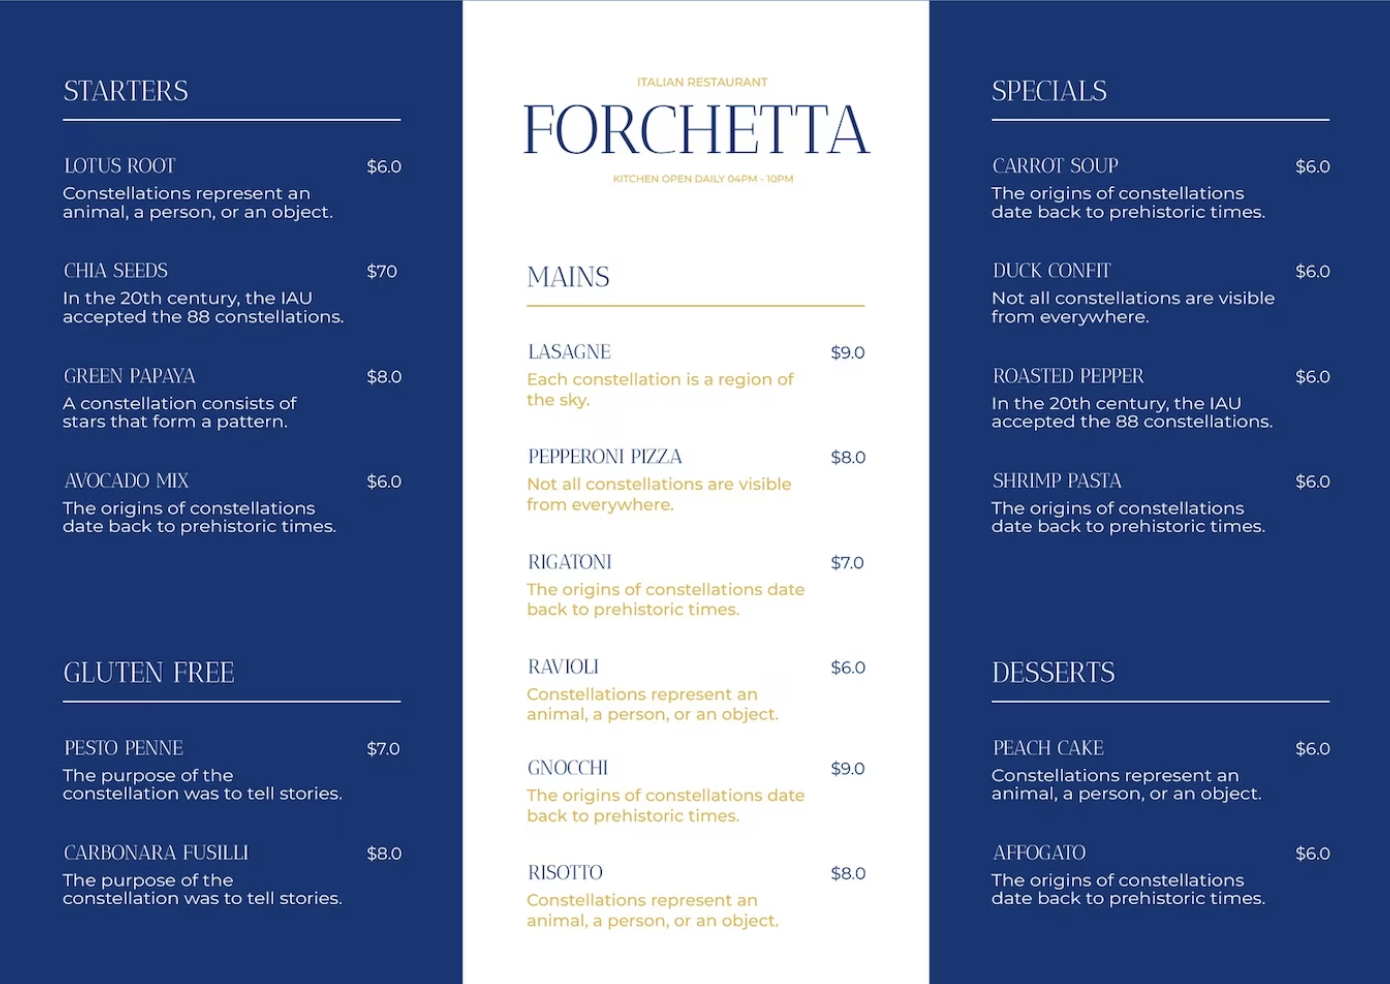 STARTERS
LOTUS ROOT $6.0
Constellations represent an
animal, a person, or an object.
CHIA SEEDS $70
In the 20th century, the IAU
accepted the 88 constellations.
GREEN PAPAYA $8.0
A constellation consists of
stars that form a pattern.
AVOCADO MIX $6.0
The origins of constellations
date back to prehistoric times.
GLUTEN FREE
PESTO PENNE $7.0
The purpose of the
constellation was to tell stories.
CARBONARA FUSILLI $8.0
The purpose of the
constellation was to tell stories.
ITALIAN RESTAURANT
FORCHETTA
KITCHEN OPEN DAILY 04PM - 10PM
MAINS
LASAGNE $9.0
Each constellation is a region of
the sky.
PEPPERONI PIZZA $8.0
Not all constellations are visible
from everywhere.
RIGATONI $7.0
The origins of constellations date
back to prehistoric times.
RAVIOLI $6.0
Constellations represent an
animal, a person, or an object.
GNOCCHI $9.0
The origins of constellations date
back to prehistoric times.
RISOTTO $8.0
Constellations represent an
animal, a person, or an object.
SPECIALS
CARROT SOUP $6.0
The origins of constellations
date back to prehistoric times.
DUCK CONFIT $6.0
Not all constellations are visible
from everywhere.
ROASTED PEPPER $6.0
In the 20th century, the IAU
accepted the 88 constellations.
SHRIMP PASTA $6.0
The origins of constellations
date back to prehistoric times.
DESSERTS
PEACH CAKE $6.0
Constellations represent an
animal, a person, or an object.
AFFOGATO $6.0
The origins of constellations
date back to prehistoric times.